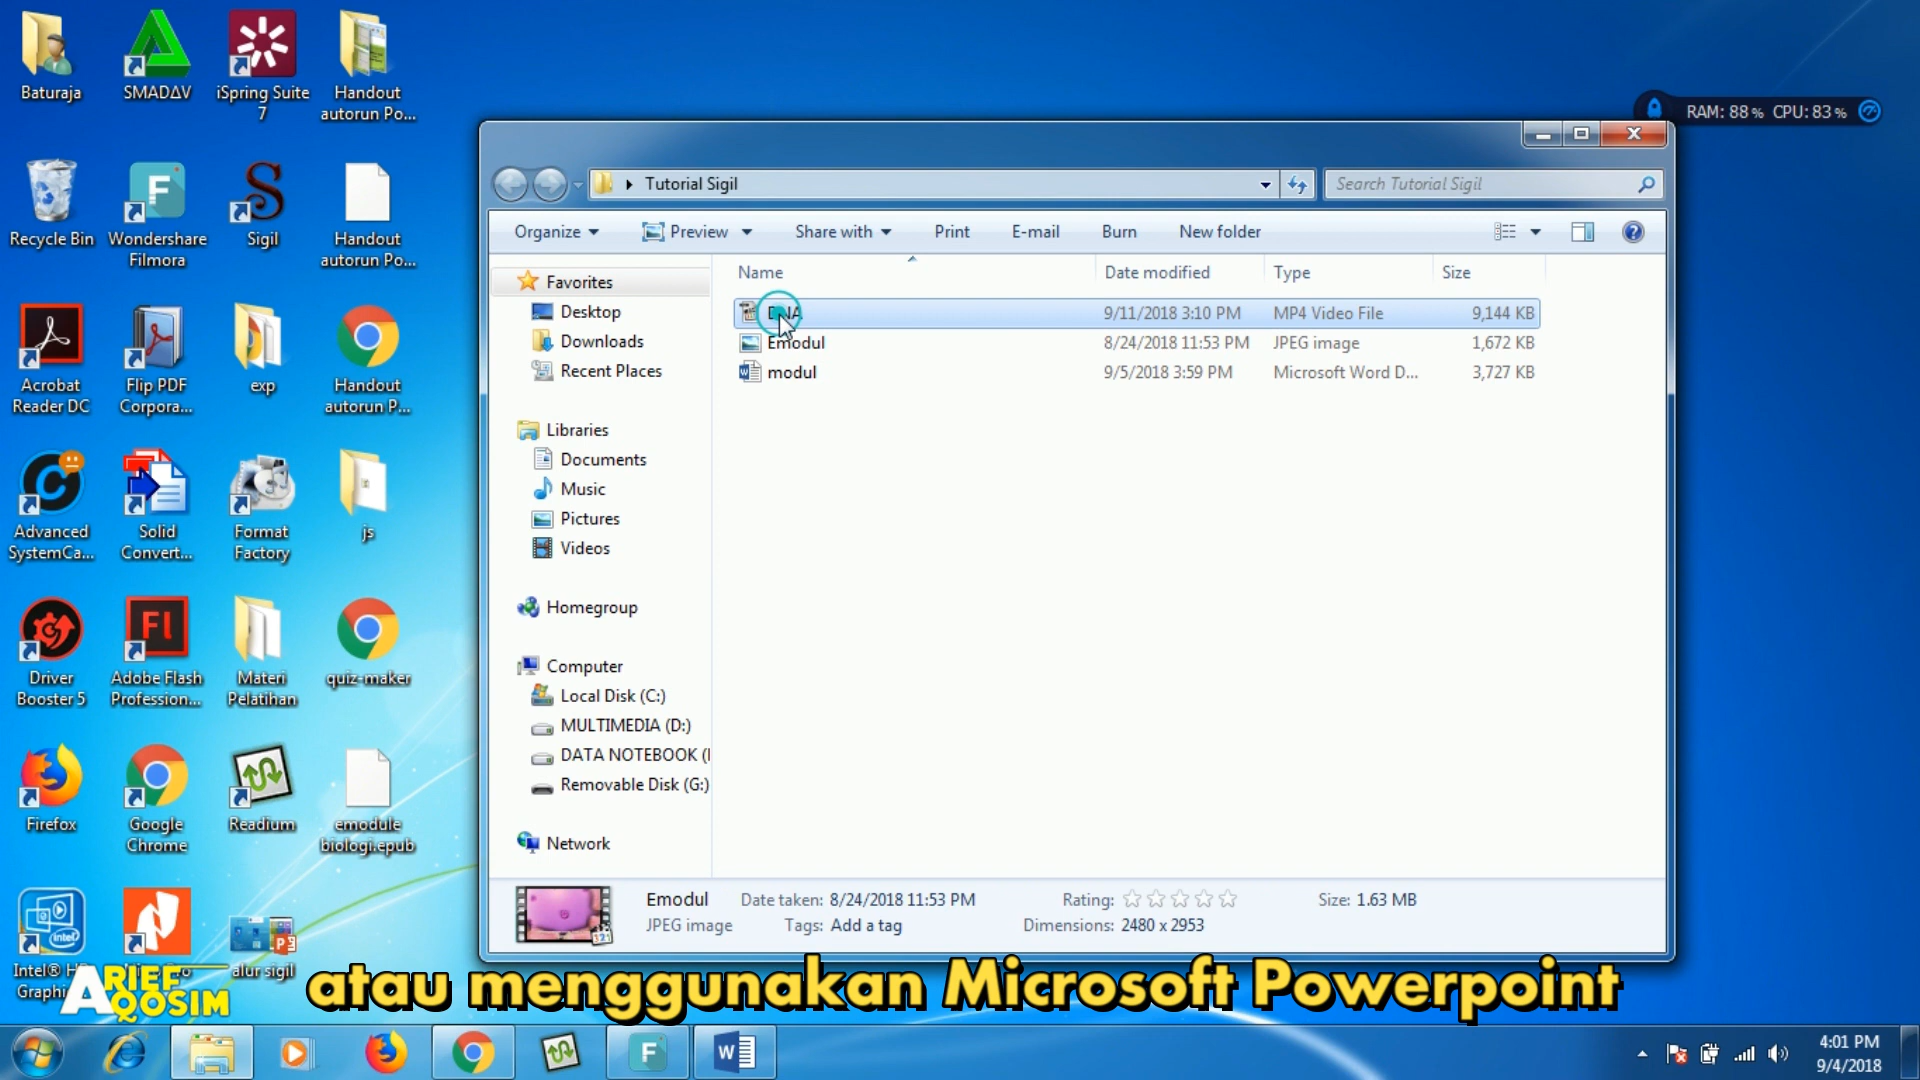 RAM: 88% CPU: 83%
Baturaja
SMADΔV
iSpring Suite
7
Handout
autorun Po...
Recycle Bin
Wondershare
Filmora
Sigil
Handout
autorun Po...
Acrobat
Reader DC
Flip PDF
Corpora...
exp
Handout
autorun P...
Advanced
SystemCa...
Solid
Convert...
Format
Factory
js
Driver
Booster 5
Adobe Flash
Profession...
Materi
Pelatihan
quiz-maker
Firefox
Google
Chrome
Readium
emodule
biologi.epub
Intel® H
Graphi
alur sigil
Tutorial Sigil
Search Tutorial Sigil
Organize
Preview
Share with
Print
E-mail
Burn
New folder
Name
Date modified
Type
Size
DNA
9/11/2018 3:10 PM
MP4 Video File
9,144 KB
Emodul
8/24/2018 11:53 PM
JPEG image
1,672 KB
modul
9/5/2018 3:59 PM
Microsoft Word D...
3,727 KB
Favorites
Desktop
Downloads
Recent Places
Libraries
Documents
Music
Pictures
Videos
Homegroup
Computer
Local Disk (C:)
MULTIMEDIA (D:)
DATA NOTEBOOK (
Removable Disk (G:)
Network
Emodul
Date taken: 8/24/2018 11:53 PM
Rating:
Size: 1.63 MB
JPEG image
Tags: Add a tag
Dimensions: 2480 x 2953
ARIEF
QOSIM
atau menggunakan Microsoft Powerpoint
4:01 PM
9/4/2018